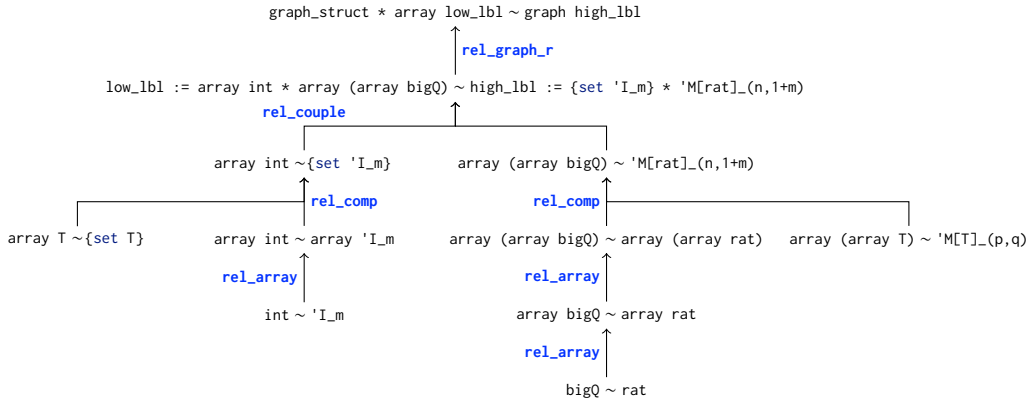 graph_struct * array low_lbl ~ graph high_lbl
rel_graph_r
low_lbl := array int * array (array bigQ) ~ high_lbl := {set 'I_m} * 'M[rat]_(n,1+m)
rel_couple
array int ~{set 'I_m} array (array bigQ) ~ 'M[rat]_(n,1+m)
rel_comp rel_comp
array T ~{set T} array int ~ array 'I_m array (array bigQ) ~ array (array rat) array (array T) ~ 'M[T]_(p,q)
rel_array rel_array
int ~ 'I_m array bigQ ~ array rat
rel_array
bigQ ~ rat